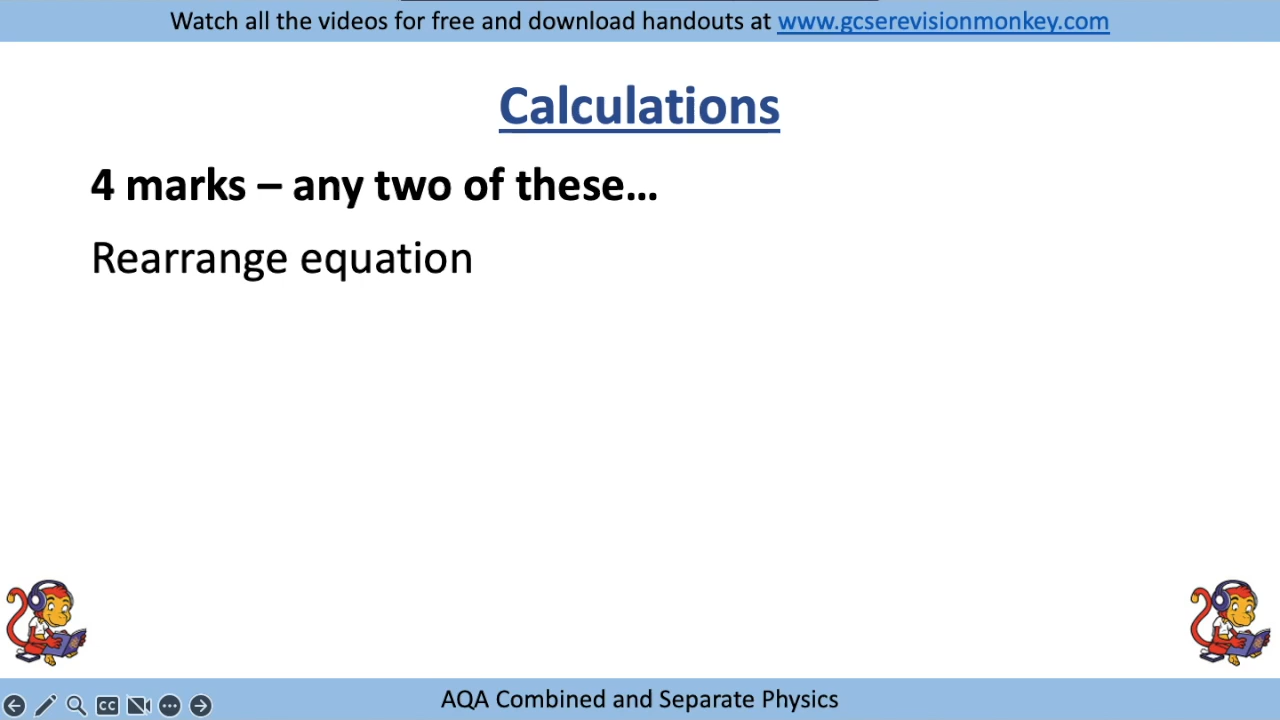 Watch all the videos for free and download handouts at www.gcserevisionmonkey.com
Calculations
4 marks – any two of these…
Rearrange equation
CC
AQA Combined and Separate Physics